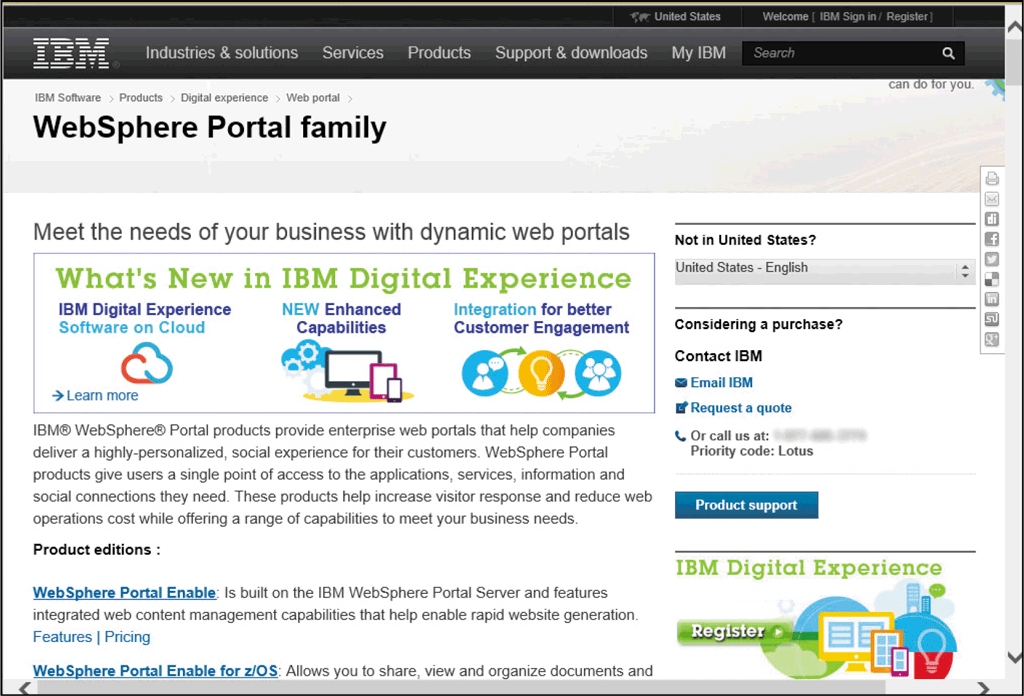 United States
Welcome [ IBM Sign in / Register ]
IBM®
Industries & solutions Services Products Support & downloads My IBM Search
can do for you.
IBM Software > Products > Digital experience > Web portal >
WebSphere Portal family
Meet the needs of your business with dynamic web portals
What's New in IBM Digital Experience
IBM Digital Experience
Software on Cloud
NEW Enhanced
Capabilities
Integration for better
Customer Engagement
Learn more
IBM® WebSphere® Portal products provide enterprise web portals that help companies
deliver a highly-personalized, social experience for their customers. WebSphere Portal
products give users a single point of access to the applications, services, information and
social connections they need. These products help increase visitor response and reduce web
operations cost while offering a range of capabilities to meet your business needs.
Product editions :
WebSphere Portal Enable: Is built on the IBM WebSphere Portal Server and features
integrated web content management capabilities that help enable rapid website generation.
Features | Pricing
WebSphere Portal Enable for z/OS: Allows you to share, view and organize documents and
Not in United States?
United States - English
Considering a purchase?
Contact IBM
Email IBM
Request a quote
Or call us at:
Priority code: Lotus
Product support
IBM Digital Experience
Register